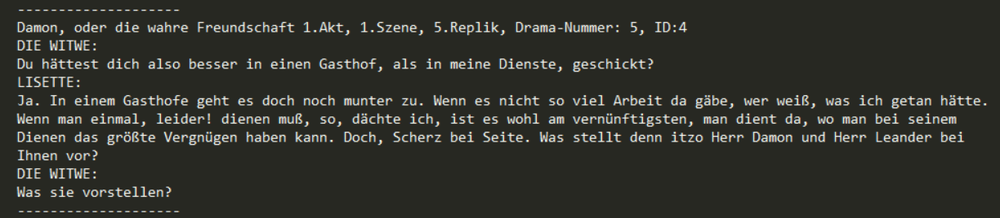 --------------------
Damon, oder die wahre Freundschaft 1.Akt, 1.Szene, 5.Replik, Drama-Nummer: 5, ID:4
DIE WITWE:
Du hättest dich also besser in einen Gasthof, als in meine Dienste, geschickt?
LISETTE:
Ja. In einem Gasthofe geht es doch noch munter zu. Wenn es nicht so viel Arbeit da gäbe, wer weiß, was ich getan hätte.
Wenn man einmal, leider! dienen muß, so, dächte ich, ist es wohl am vernünftigsten, man dient da, wo man bei seinem
Dienen das größte Vergnügen haben kann. Doch, Scherz bei Seite. Was stellt denn itzo Herr Damon und Herr Leander bei
Ihnen vor?
DIE WITWE:
Was sie vorstellen?
--------------------